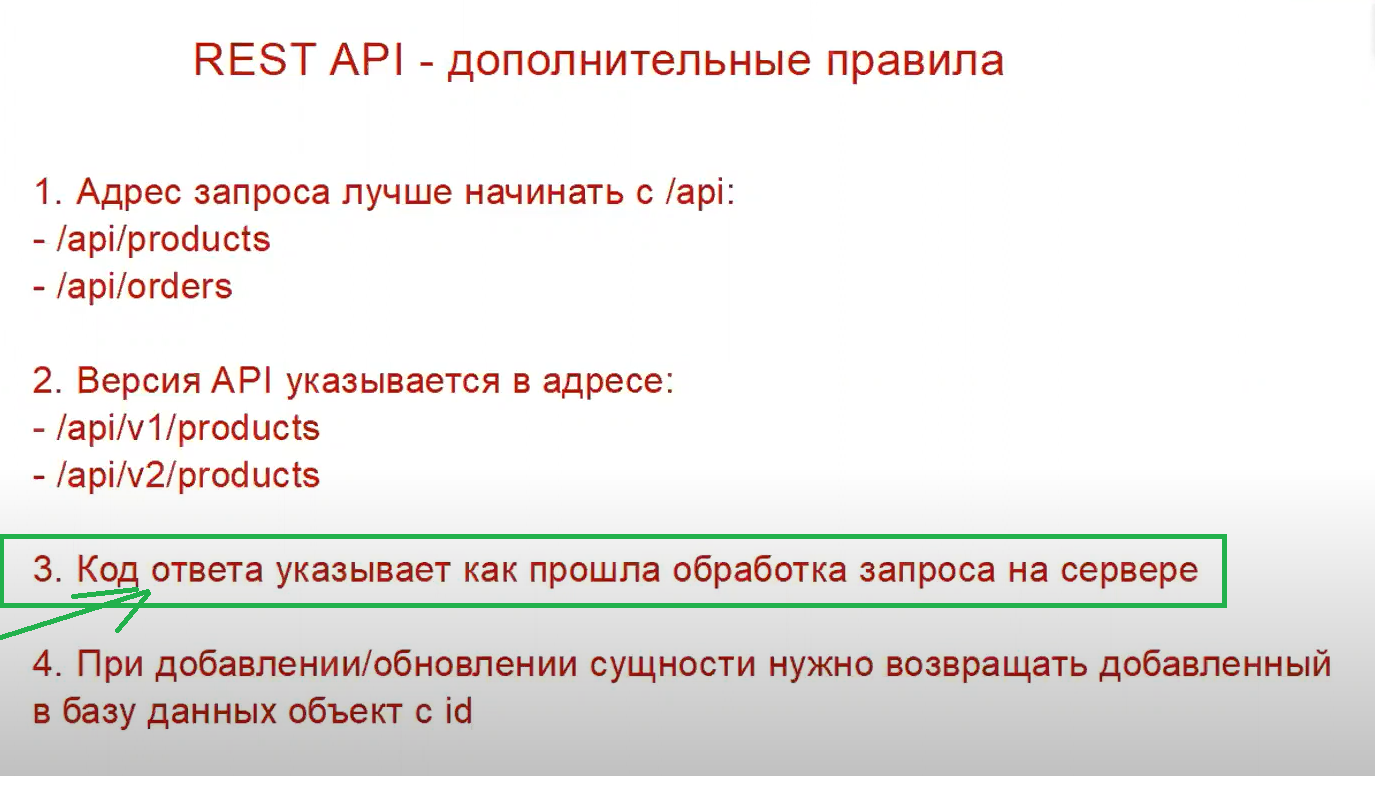 REST API - дополнительные правила
1. Адрес запроса лучше начинать с /api:
- /api/products
- /api/orders
2. Версия API указывается в адресе:
- /api/v1/products
- /api/v2/products
3. Код ответа указывает как прошла обработка запроса на сервере
4. При добавлении/обновлении сущности нужно возвращать добавленный
в базу данных объект с id